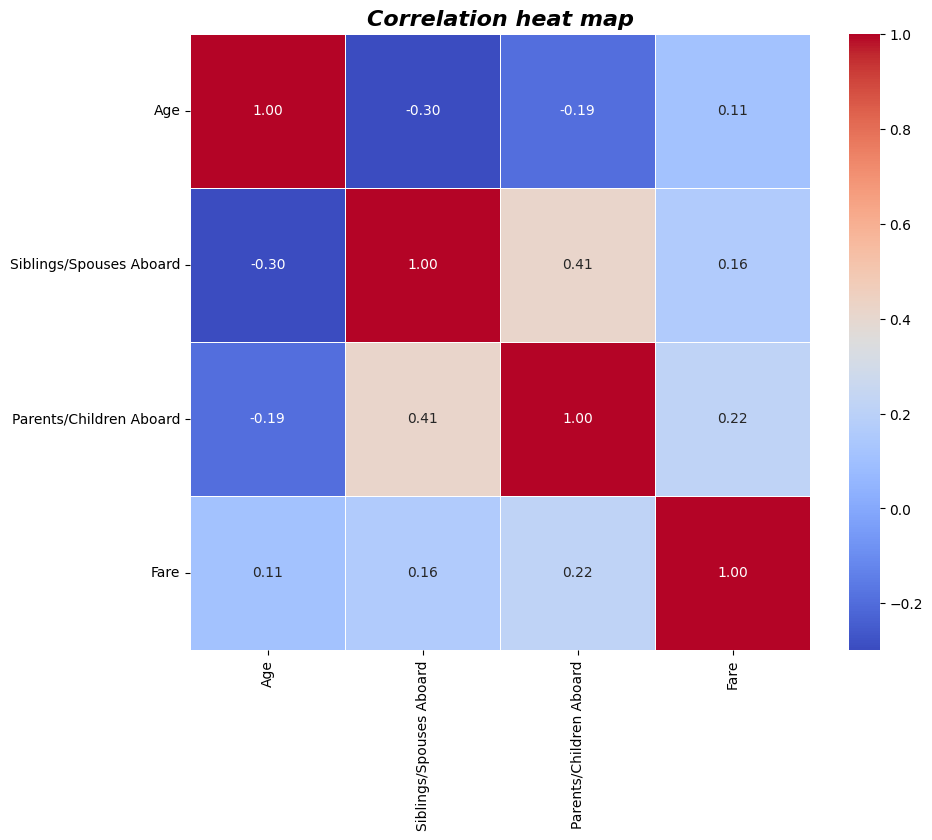 Correlation heat map
Age 1.00 -0.30 -0.19 0.11
Siblings/Spouses Aboard -0.30 1.00 0.41 0.16
Parents/Children Aboard -0.19 0.41 1.00 0.22
Fare 0.11 0.16 0.22 1.00
Age
Siblings/Spouses Aboard
Parents/Children Aboard
Fare
1.0
0.8
0.6
0.4
0.2
0.0
−0.2